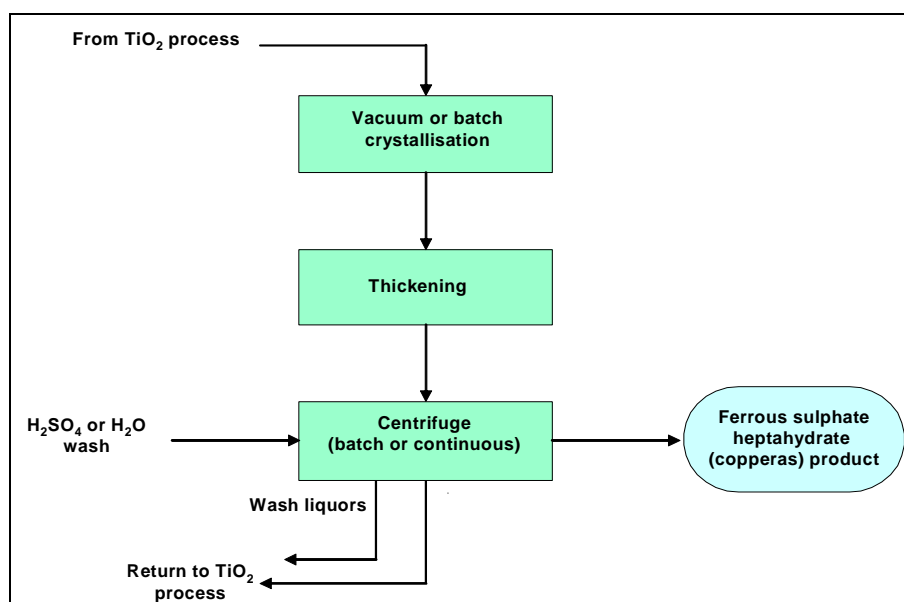 From TiO₂ process
Vacuum or batch
crystallisation
Thickening
H₂SO₄ or H₂O
wash
Centrifuge
(batch or continuous)
Ferrous sulphate
heptahydrate
(copperas) product
Wash liquors
Return to TiO₂
process